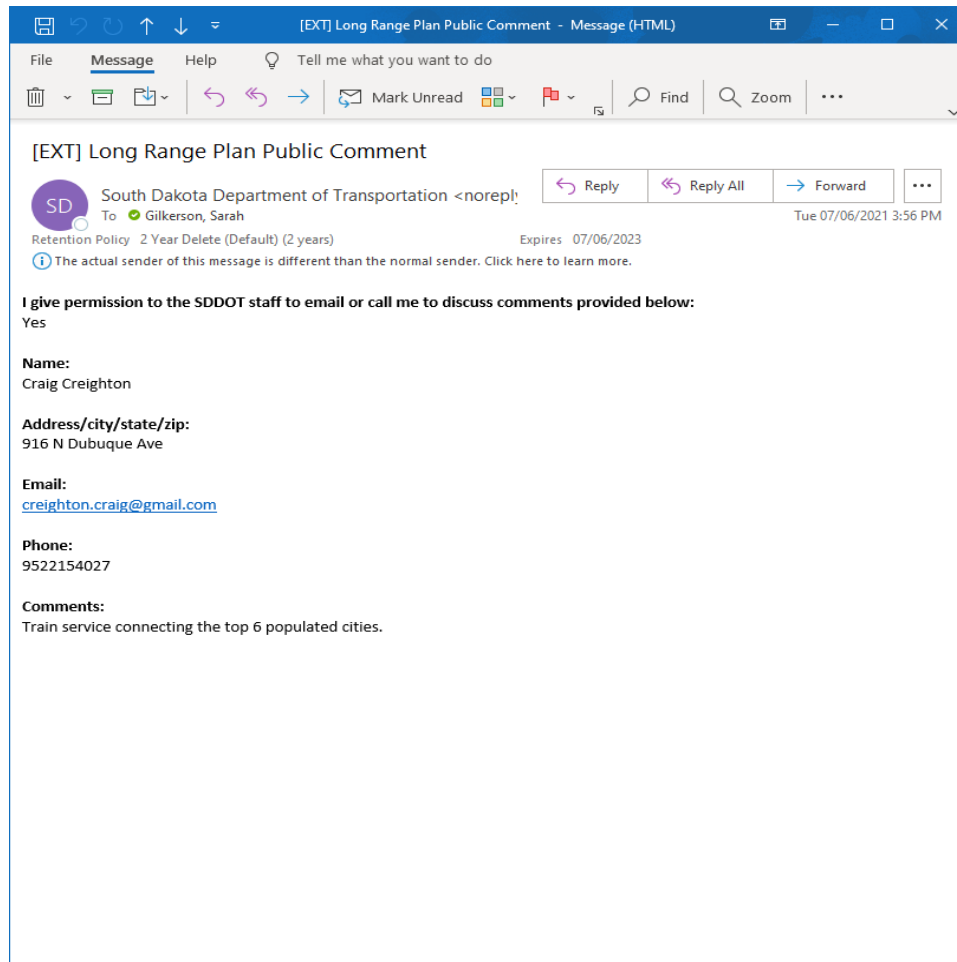 [EXT] Long Range Plan Public Comment - Message (HTML)
File Message Help Tell me what you want to do
Mark Unread Find Zoom
[EXT] Long Range Plan Public Comment
SD
South Dakota Department of Transportation <noreply
Reply Reply All Forward
To Gilkerson, Sarah
Tue 07/06/2021 3:56 PM
Retention Policy 2 Year Delete (Default) (2 years) Expires 07/06/2023
The actual sender of this message is different than the normal sender. Click here to learn more.
I give permission to the SDDOT staff to email or call me to discuss comments provided below:
Yes
Name:
Craig Creighton
Address/city/state/zip:
916 N Dubuque Ave
Email:
creighton.craig@gmail.com
Phone:
9522154027
Comments:
Train service connecting the top 6 populated cities.